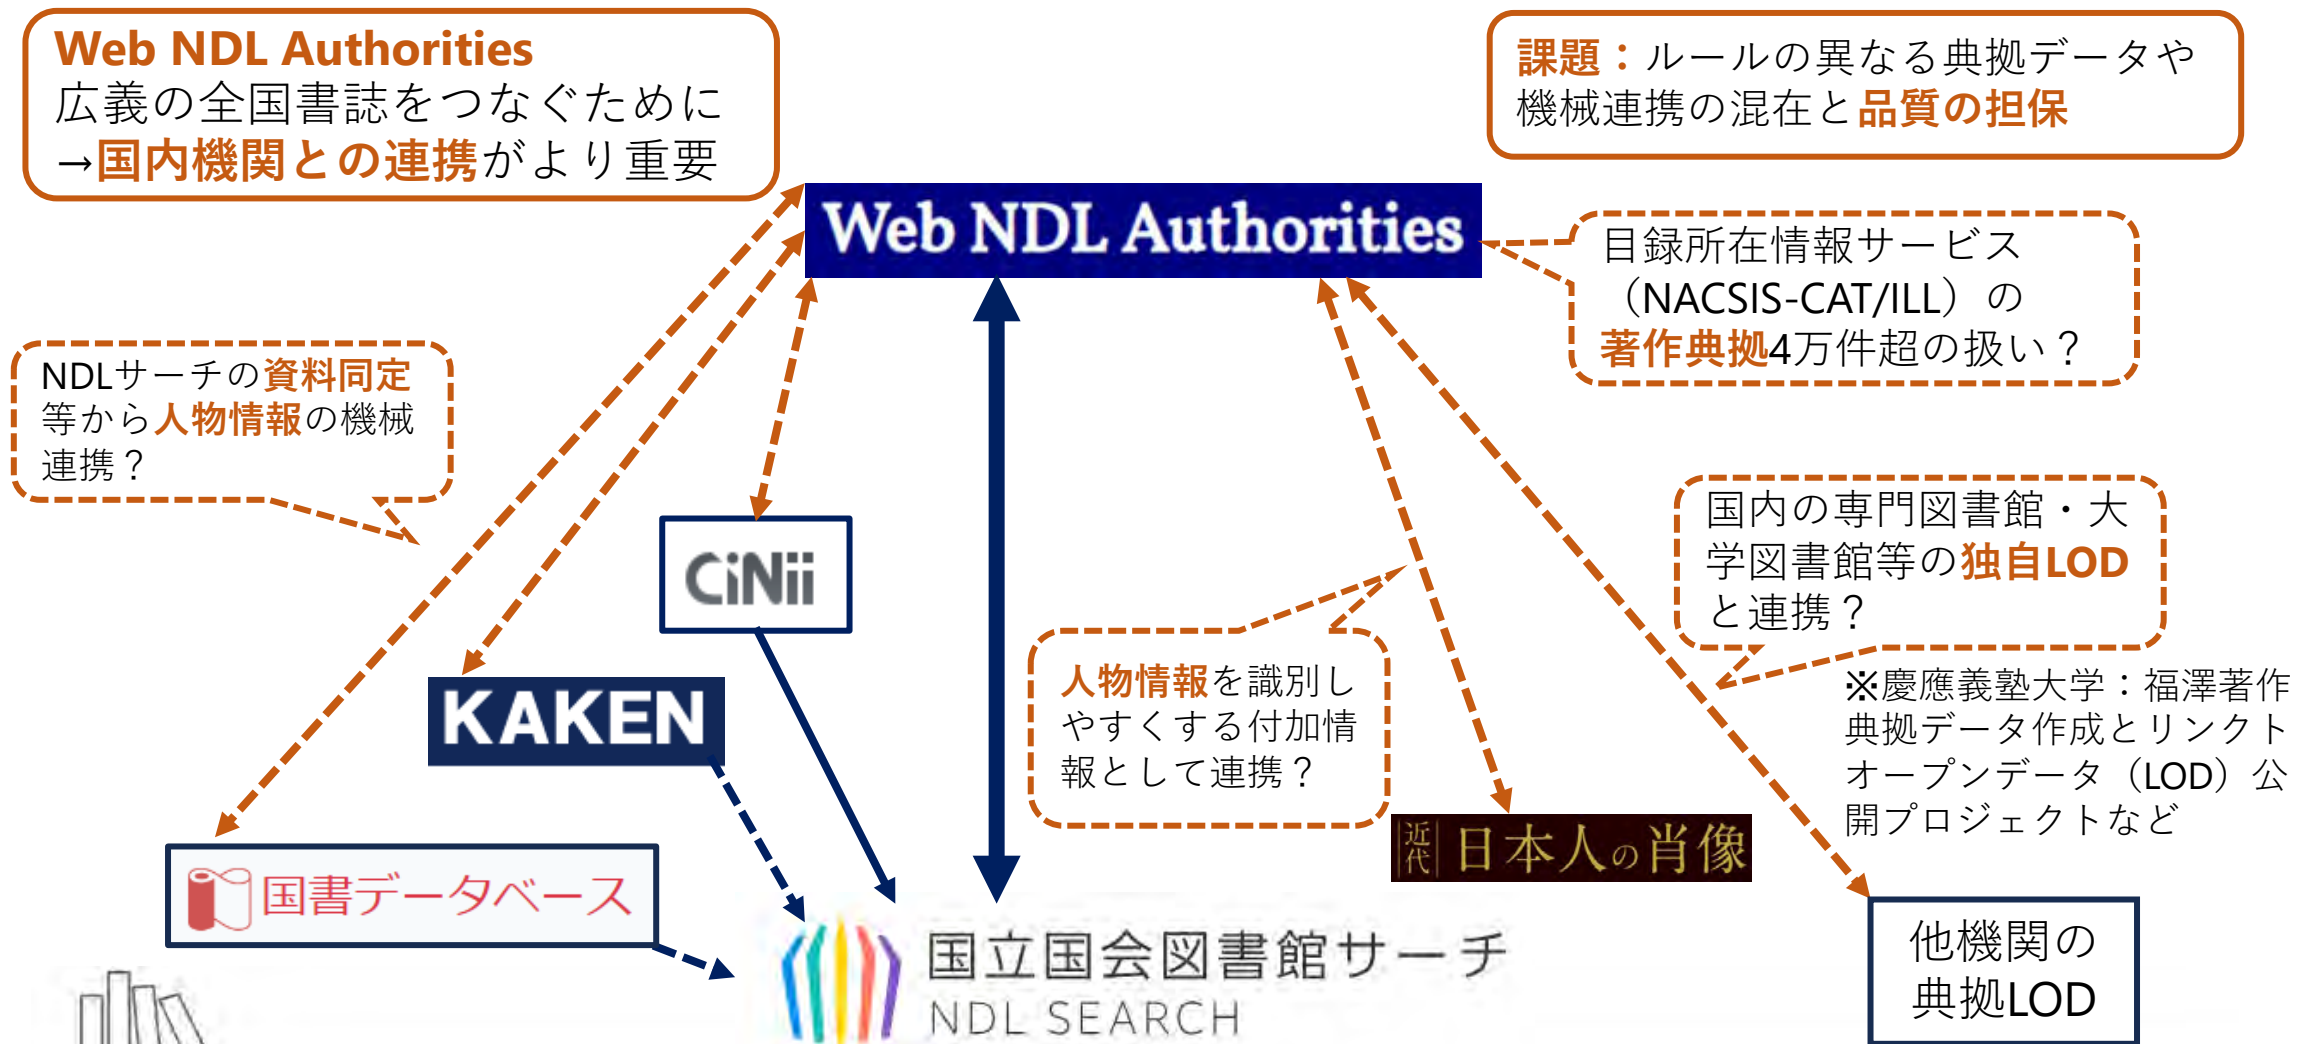 Web NDL Authorities
広義の全国書誌をつなぐために
→国内機関との連携がより重要
課題：ルールの異なる典拠データや
機械連携の混在と品質の担保
Web NDL Authorities
目録所在情報サービス
（NACSIS-CAT/ILL）の
著作典拠4万件超の扱い？
NDLサーチの資料同定
等から人物情報の機械
連携？
CiNii
国内の専門図書館・大
学図書館等の独自LOD
と連携？
KAKEN
人物情報を識別し
やすくする付加情
報として連携？
※慶應義塾大学：福澤著作
典拠データ作成とリンクト
オープンデータ（LOD）公
開プロジェクトなど
近代 日本人の肖像
国書データベース
国立国会図書館サーチ
NDL SEARCH
他機関の
典拠LOD